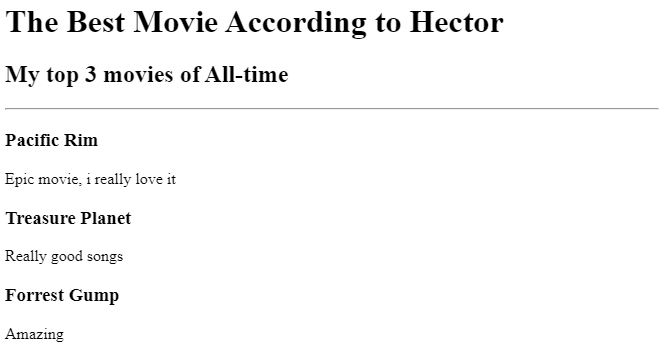 The Best Movie According to Hector
My top 3 movies of All-time
Pacific Rim
Epic movie, i really love it
Treasure Planet
Really good songs
Forrest Gump
Amazing